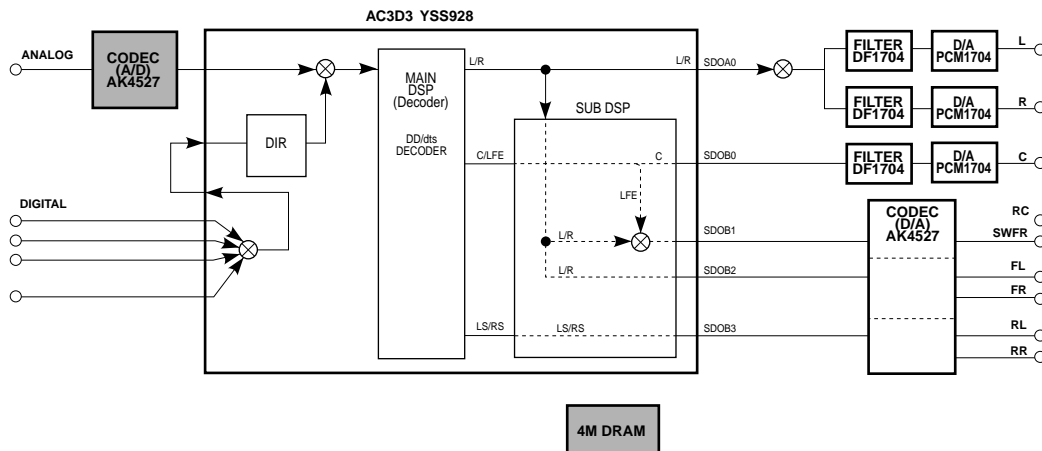 AC3D3 YSS928
ANALOG
CODEC
(A/D)
AK4527
MAIN
DSP
(Decoder)
DD/dts
DECODER
DIR
DIGITAL
L/R
L/R
SDOA0
SUB DSP
C/LFE
C
SDOB0
LFE
L/R
SDOB1
L/R
SDOB2
LS/RS
LS/RS
SDOB3
FILTER
DF1704
D/A
PCM1704
L
FILTER
DF1704
D/A
PCM1704
R
FILTER
DF1704
D/A
PCM1704
C
CODEC
(D/A)
AK4527
RC
SWFR
FL
FR
RL
RR
4M DRAM